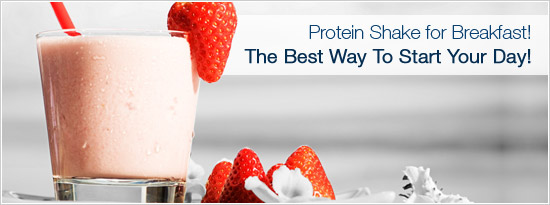 Protein Shake for Breakfast!
The Best Way To Start Your Day!